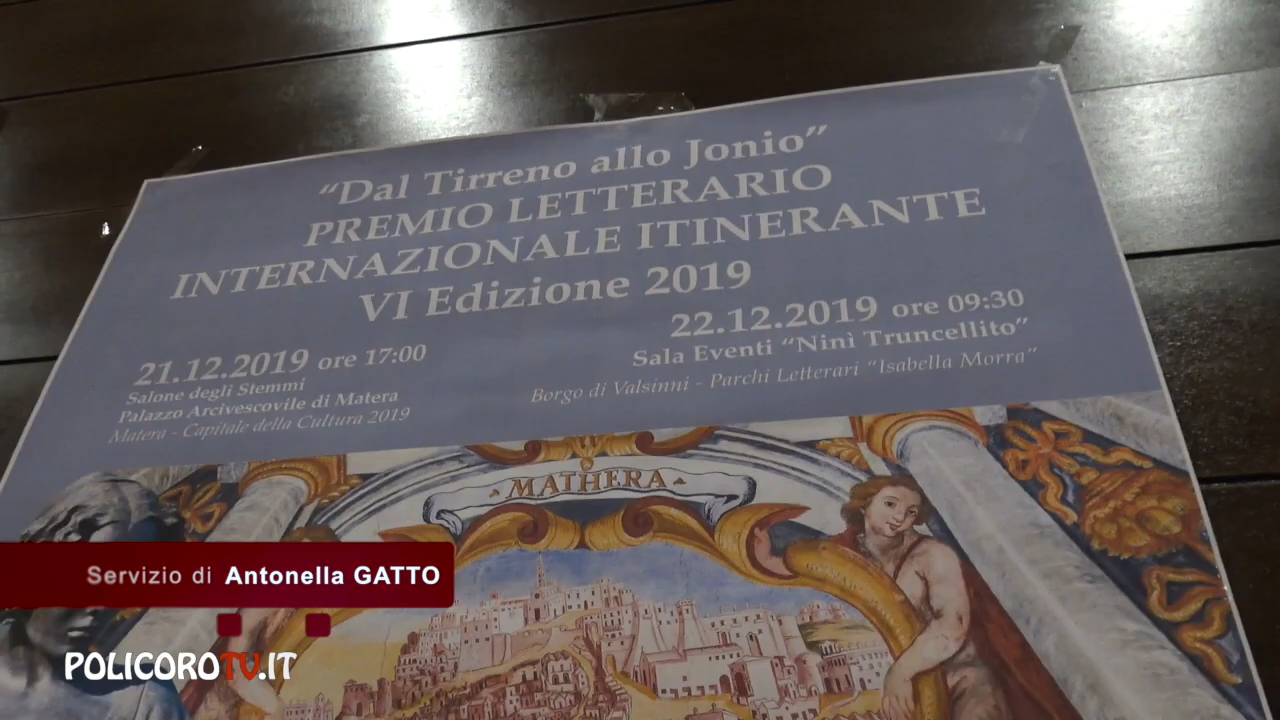 "Dal Tirreno allo Jonio"
PREMIO LETTERARIO
INTERNAZIONALE ITINERANTE
VI Edizione 2019
21.12.2019 ore 17:00
Salone degli Stemmi
Palazzo Arcivescovile di Matera
Matera - Capitale della Cultura 2019
22.12.2019 ore 09:30
Sala Eventi "Ninì Truncellito"
Borgo di Valsinni - Parchi Letterari "Isabella Morra"
MATHERA
Servizio di Antonella GATTO
POLICOROTV.IT